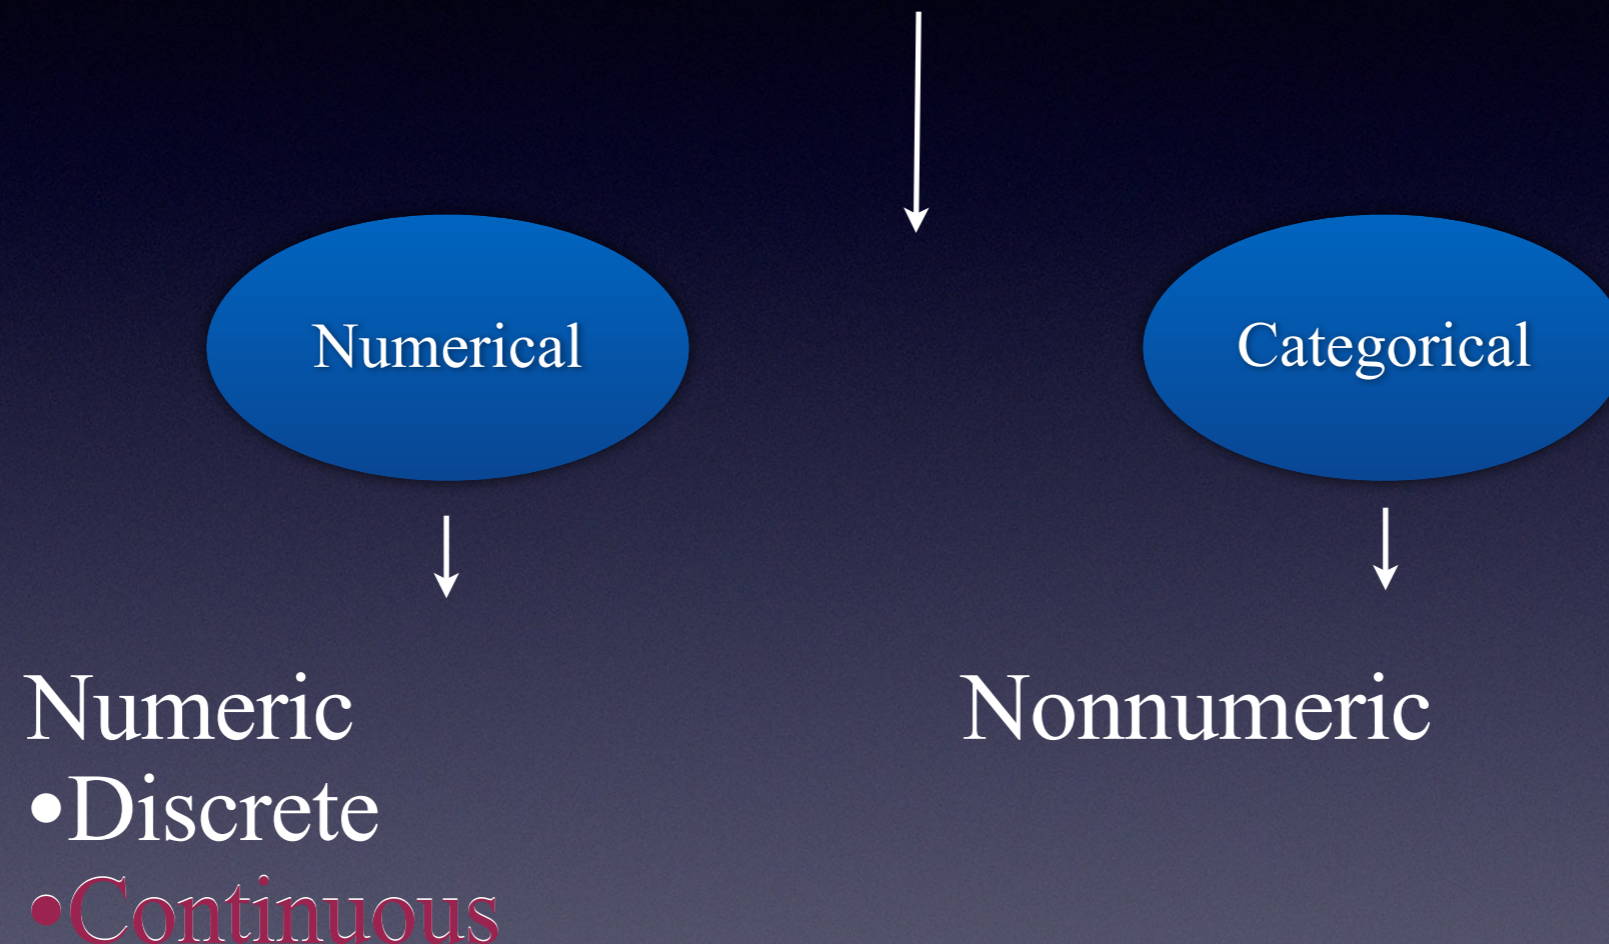 Numerical
Categorical
Numeric
•Discrete
•Continuous
Nonnumeric